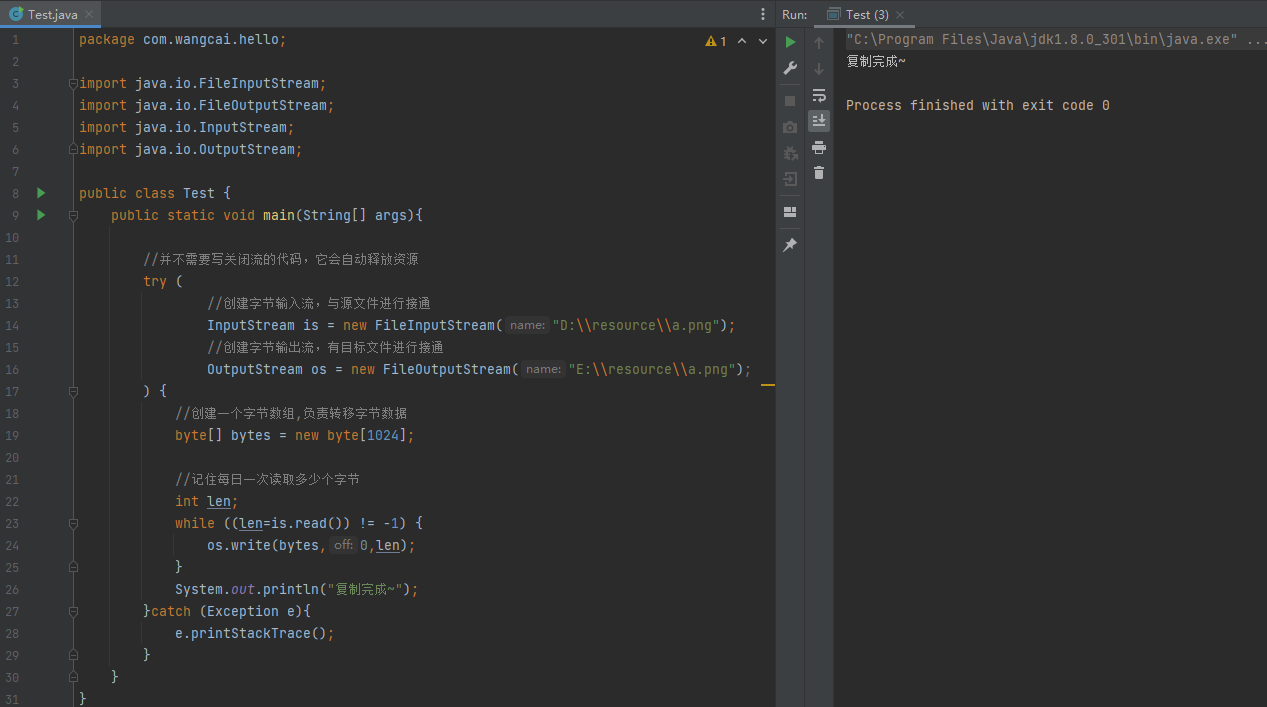 Test.java
Run:
Test (3)
1 package com.wangcai.hello;
1
2
3 import java.io.FileInputStream;
4 import java.io.FileOutputStream;
5 import java.io.InputStream;
6 import java.io.OutputStream;
7
8 public class Test {
9 public static void main(String[] args){
10
11 //并不需要写关闭流的代码，它会自动释放资源
12 try (
13 //创建字节输入流，与源文件进行接通
14 InputStream is = new FileInputStream( name: "D:\\resource\\a.png");
15 //创建字节输出流，有目标文件进行接通
16 OutputStream os = new FileOutputStream( name: "E:\\resource\\a.png");
17 ) {
18 //创建一个字节数组,负责转移字节数据
19 byte[] bytes = new byte[1024];
20
21 //记住每日一次读取多少个字节
22 int len;
23 while ((len=is.read()) != -1) {
24 os.write(bytes, off: 0,len);
25 }
26 System.out.println("复制完成~");
27 }catch (Exception e){
28 e.printStackTrace();
29 }
30 }
31 }
"C:\Program Files\Java\jdk1.8.0_301\bin\java.exe" ...
复制完成~
Process finished with exit code 0